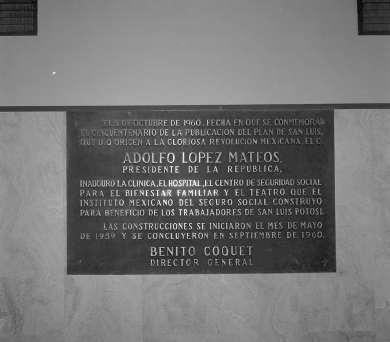 EL 5 DE OCTUBRE DE 1960, FECHA EN QUE SE CONMEMORA
EL CINCUENTENARIO DE LA PUBLICACION DEL PLAN DE SAN LUIS,
QUE DIO ORIGEN A LA GLORIOSA REVOLUCION MEXICANA, EL C.
ADOLFO LOPEZ MATEOS,
PRESIDENTE DE LA REPUBLICA,
INAUGURO LA CLINICA, EL HOSPITAL, EL CENTRO DE SEGURIDAD SOCIAL
PARA EL BIENESTAR FAMILIAR Y EL TEATRO QUE EL
INSTITUTO MEXICANO DEL SEGURO SOCIAL CONSTRUYO
PARA BENEFICIO DE LOS TRABAJADORES DE SAN LUIS POTOSI.
LAS CONSTRUCCIONES SE INICIARON EL MES DE MAYO
DE 1959 Y SE CONCLUYERON EN SEPTIEMBRE DE 1960.
BENITO COQUET
DIRECTOR GENERAL